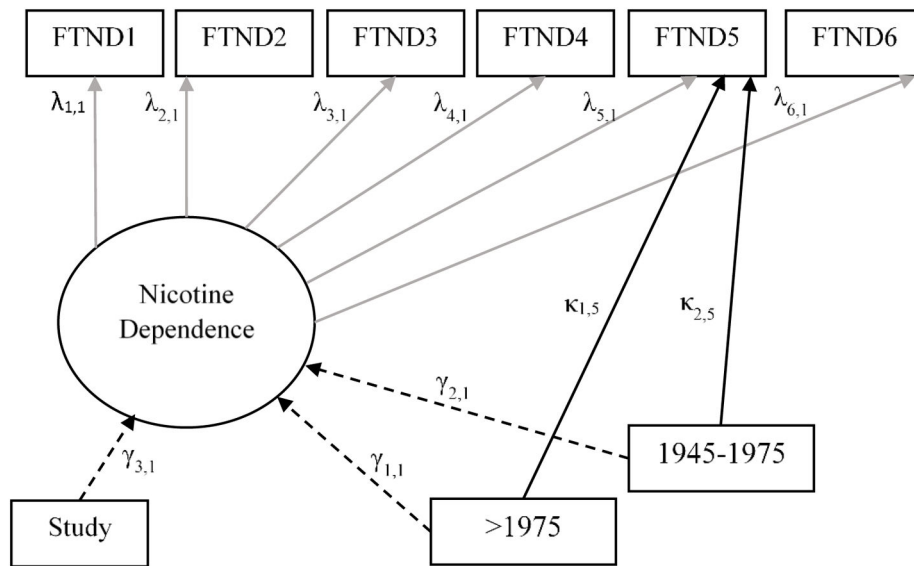 FTND1 FTND2 FTND3 FTND4 FTND5 FTND6
λ1,1 λ2,1 λ3,1 λ4,1 λ5,1 λ6,1
Nicotine
Dependence
κ1,5 κ2,5
γ2,1
1945-1975
γ3,1 γ1,1
Study >1975